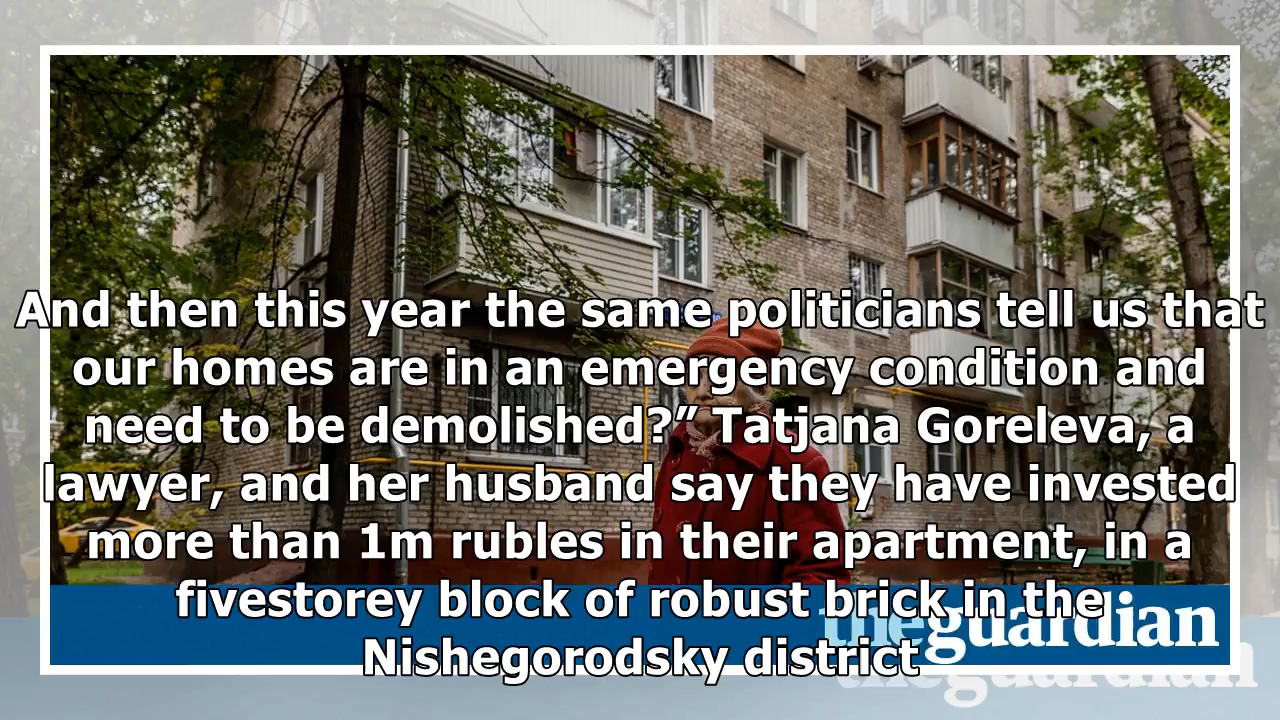 And then this year the same politicians tell us that
our homes are in an emergency condition and
need to be demolished?” Tatjana Goreleva, a
lawyer, and her husband say they have invested
more than 1m rubles in their apartment, in a
fivestorey block of robust brick in the
Nishegorodsky district
theguardian
theguardian